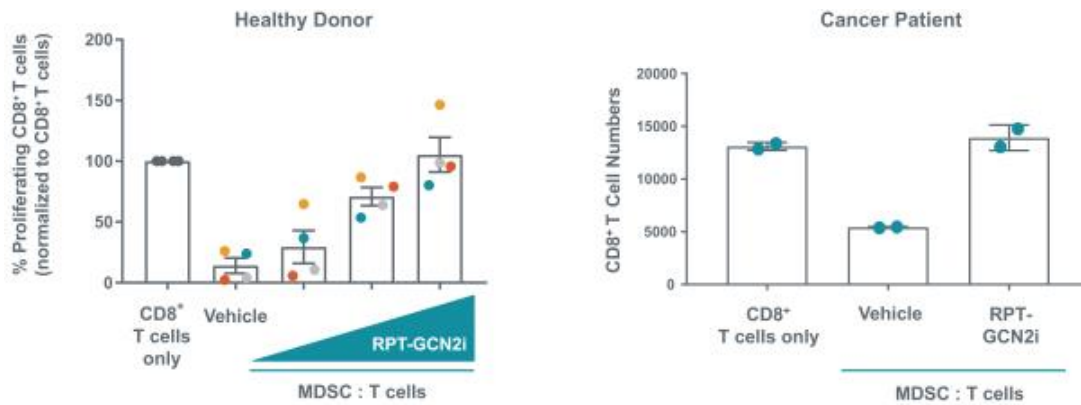 Healthy Donor
% Proliferating CD8⁺ T cells
(normalized to CD8⁺ T cells)
200
150
100
50
0
CD8⁺
T cells
only
Vehicle
RPT-GCN2i
MDSC : T cells
Cancer Patient
CD8⁺ T Cell Numbers
20000
15000
10000
5000
0
CD8⁺
T cells only
Vehicle
RPT-
GCN2i
MDSC : T cells